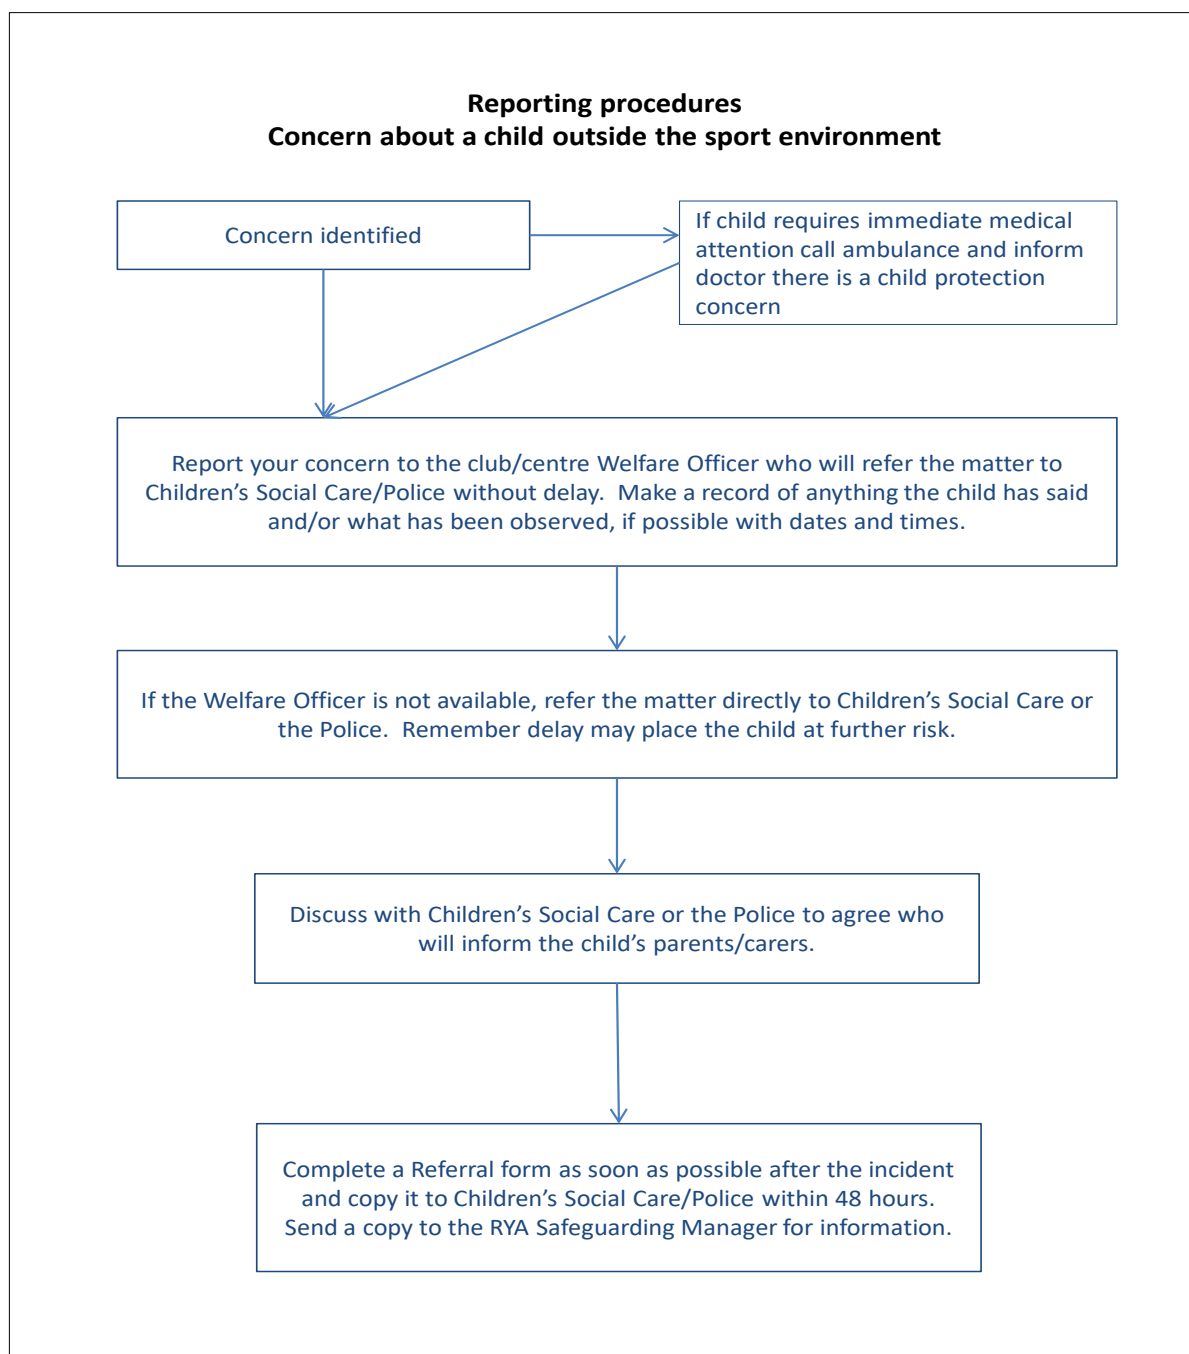 Reporting procedures
Concern about a child outside the sport environment
Concern identified
If child requires immediate medical
attention call ambulance and inform
doctor there is a child protection
concern
Report your concern to the club/centre Welfare Officer who will refer the matter to
Children’s Social Care/Police without delay.  Make a record of anything the child has said
and/or what has been observed, if possible with dates and times.
If the Welfare Officer is not available, refer the matter directly to Children’s Social Care or
the Police.  Remember delay may place the child at further risk.
Discuss with Children’s Social Care or the Police to agree who
will inform the child’s parents/carers.
Complete a Referral form as soon as possible after the incident
and copy it to Children’s Social Care/Police within 48 hours.
Send a copy to the RYA Safeguarding Manager for information.